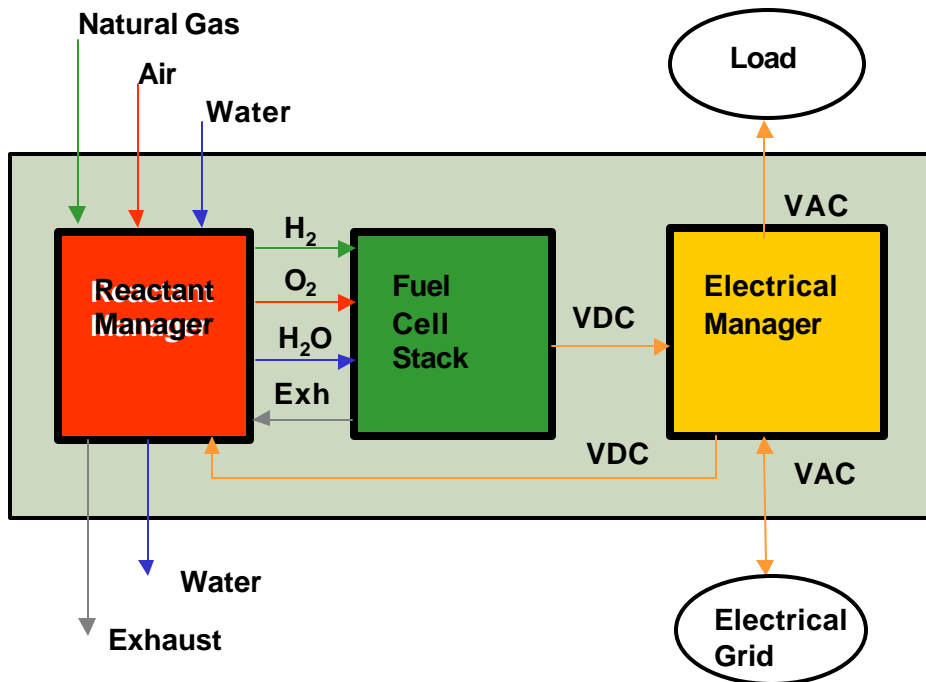 Natural Gas
Air
Water
Load
VAC
H₂
O₂
H₂O
Exh
Reactant
Manager
Fuel
Cell
Stack
VDC
Electrical
Manager
VDC
VAC
Water
Exhaust
Electrical
Grid